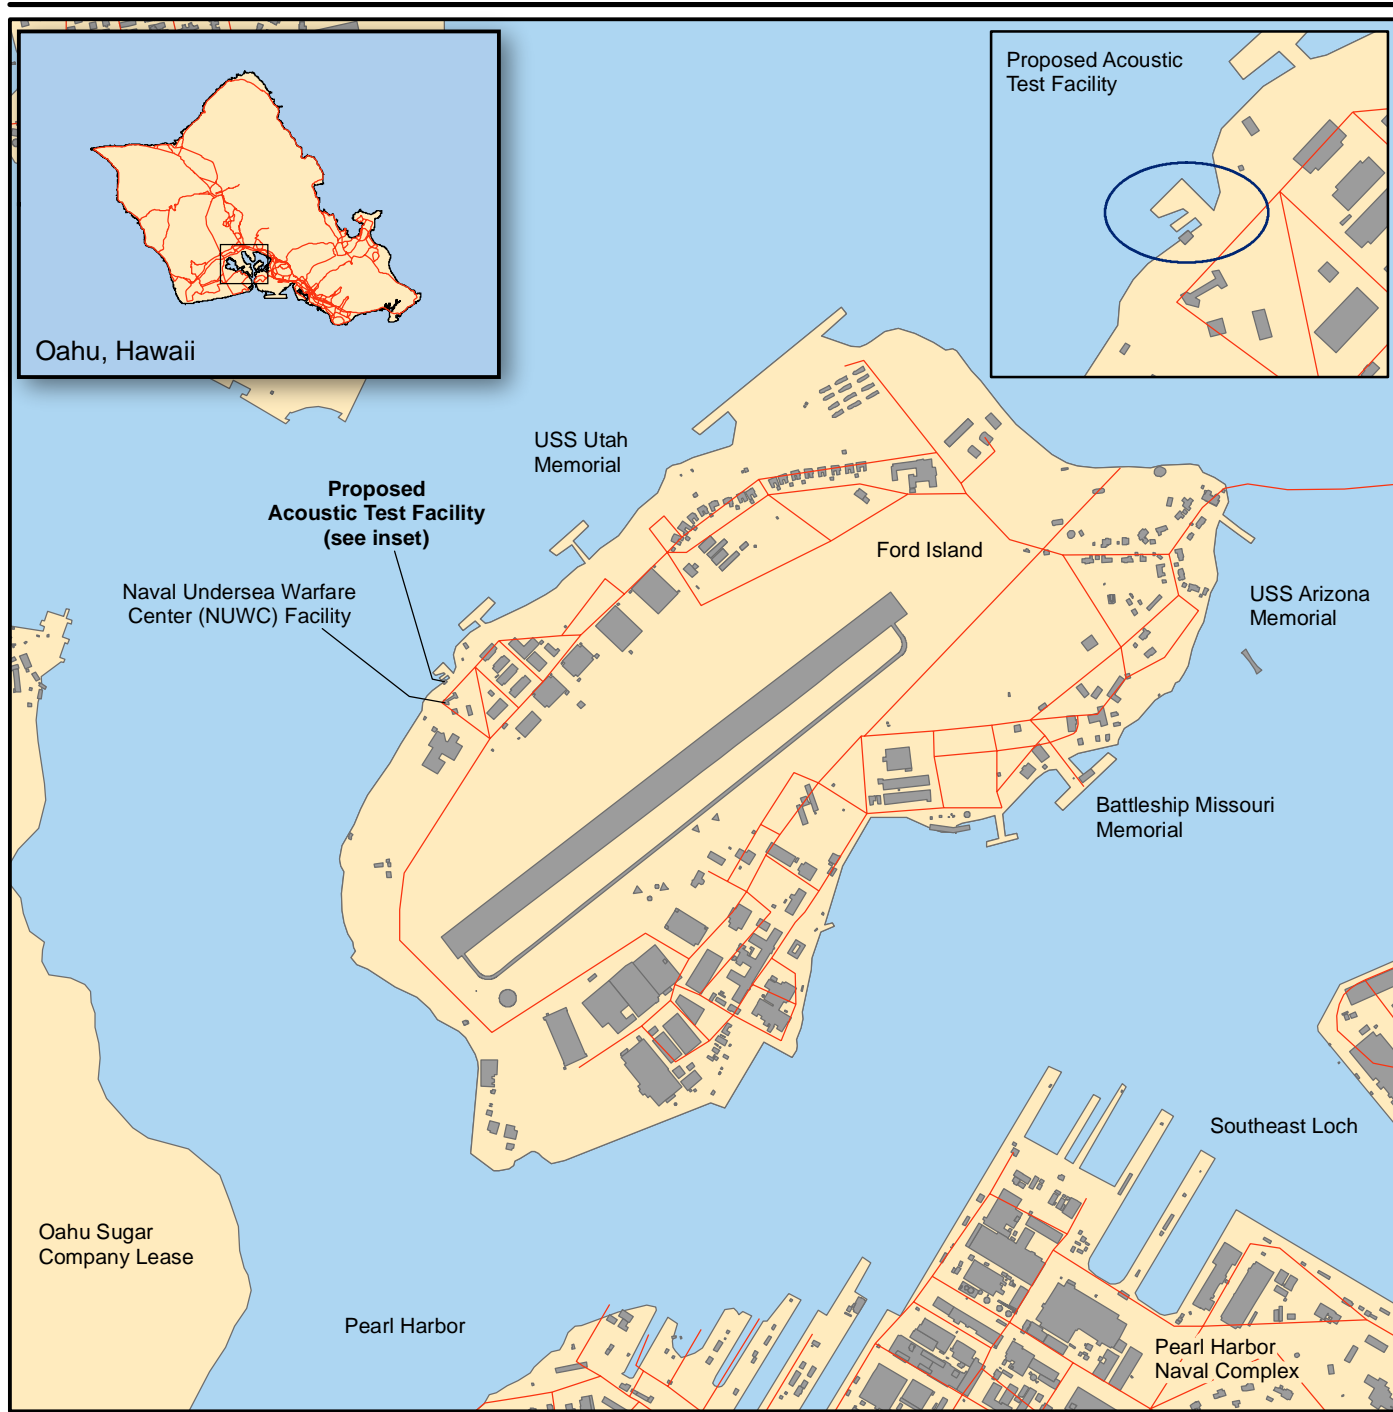 Oahu, Hawaii
Proposed Acoustic
Test Facility
USS Utah
Memorial
Proposed
Acoustic Test Facility
(see inset)
Naval Undersea Warfare
Center (NUWC) Facility
Ford Island
USS Arizona
Memorial
Battleship Missouri
Memorial
Southeast Loch
Oahu Sugar
Company Lease
Pearl Harbor
Pearl Harbor
Naval Complex